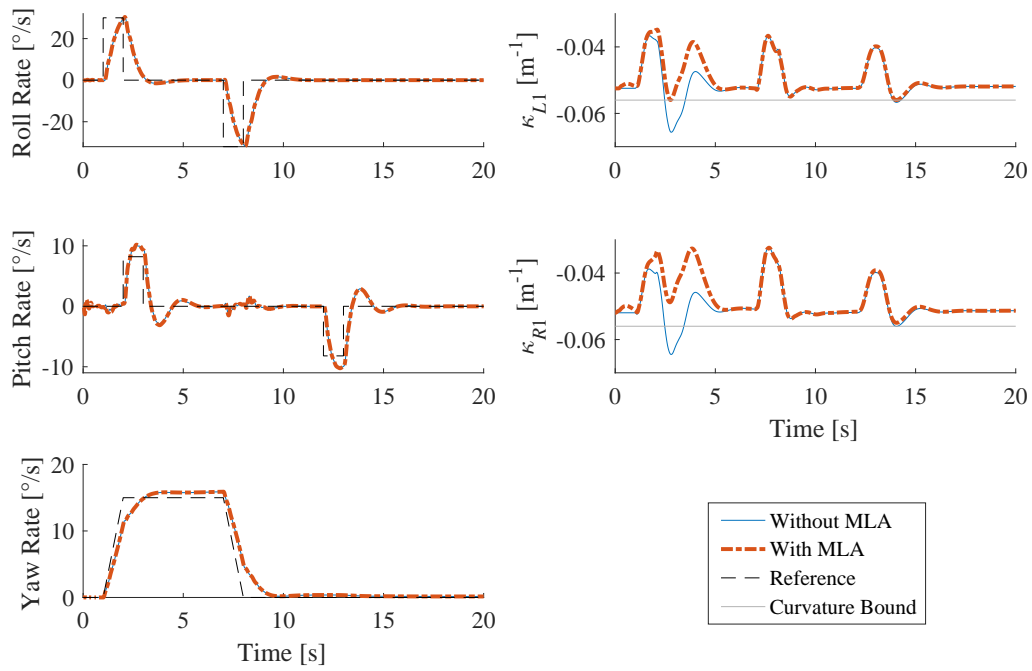 Roll Rate [°/s]
20
0
-20
0 5 10 15 20
κL1 [m-1]
-0.04
-0.06
0 5 10 15 20
Pitch Rate [°/s]
10
0
-10
0 5 10 15 20
κR1 [m-1]
-0.04
-0.06
0 5 10 15 20
Time [s]
Yaw Rate [°/s]
20
10
0
0 5 10 15 20
Time [s]
Without MLA
With MLA
Reference
Curvature Bound